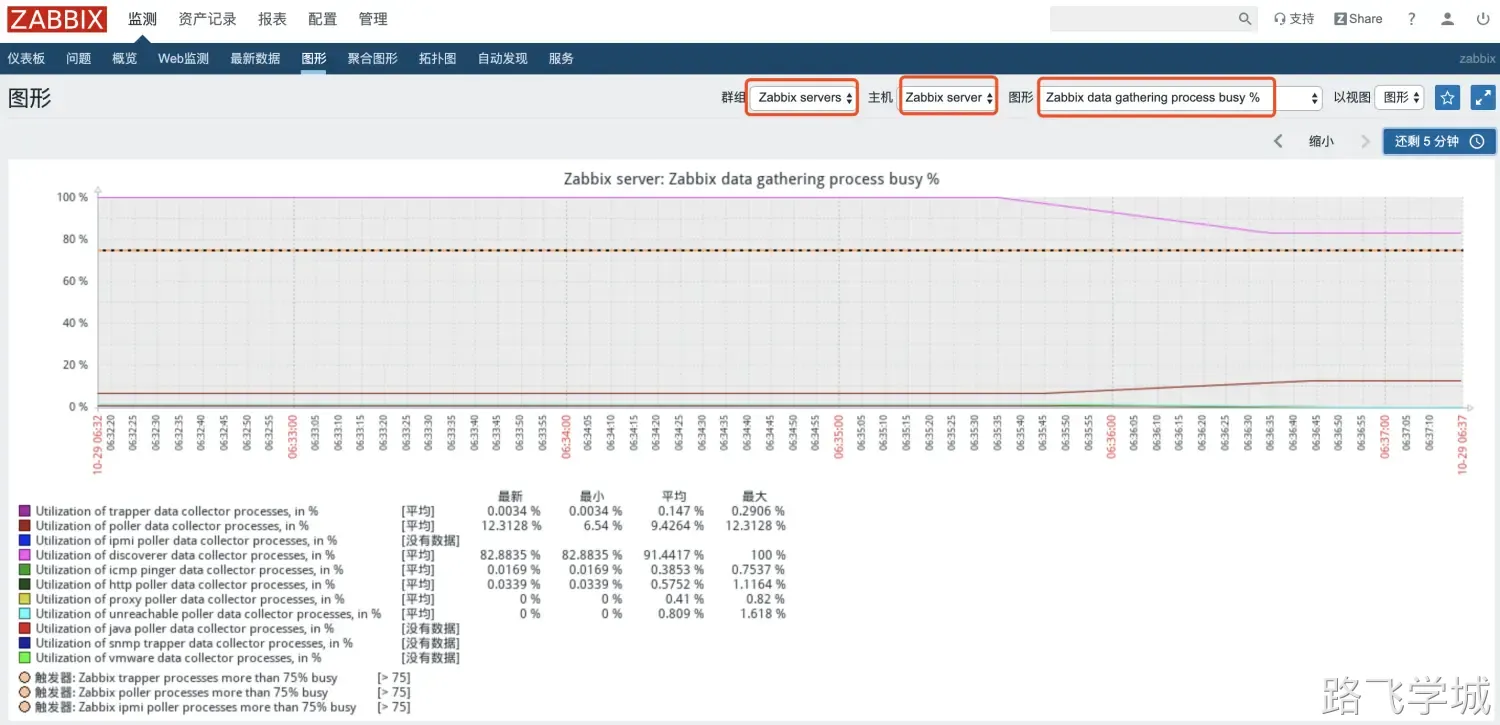 ZABBIX 监测 资产记录 报表 配置 管理 支持 Z Share ?
仪表板 问题 概览 Web监测 最新数据 图形 聚合图形 拓扑图 自动发现 服务 zabbix
图形 群组 Zabbix servers 主机 Zabbix server 图形 Zabbix data gathering process busy % 以视图 图形
缩小 还剩 5 分钟
Zabbix server: Zabbix data gathering process busy %
100 %
80 %
60 %
40 %
20 %
0 %
10-29 06:32 06:32:20 06:32:25 06:32:30 06:32:35 06:32:40 06:32:45 06:32:50 06:32:55 06:33:00 06:33:05 06:33:10 06:33:15 06:33:20 06:33:25 06:33:30 06:33:35 06:33:40 06:33:45 06:33:50 06:33:55 06:34:00 06:34:05 06:34:10 06:34:15 06:34:20 06:34:25 06:34:30 06:34:35 06:34:40 06:34:45 06:34:50 06:34:55 06:35:00 06:35:05 06:35:10 06:35:15 06:35:20 06:35:25 06:35:30 06:35:35 06:35:40 06:35:45 06:35:50 06:35:55 06:36:00 06:36:05 06:36:10 06:36:15 06:36:20 06:36:25 06:36:30 06:36:35 06:36:40 06:36:45 06:36:50 06:36:55 06:37:00 06:37:05 06:37:10 10-29 06:37
最新 最小 平均 最大
Utilization of trapper data collector processes, in % [平均] 0.0034 % 0.0034 % 0.147 % 0.2906 %
Utilization of poller data collector processes, in % [平均] 12.3128 % 6.54 % 9.4264 % 12.3128 %
Utilization of ipmi poller data collector processes, in % [没有数据]
Utilization of discoverer data collector processes, in % [平均] 82.8835 % 82.8835 % 91.4417 % 100 %
Utilization of icmp pinger data collector processes, in % [平均] 0.0169 % 0.0169 % 0.3853 % 0.7537 %
Utilization of http poller data collector processes, in % [平均] 0.0339 % 0.0339 % 0.5752 % 1.1164 %
Utilization of proxy poller data collector processes, in % [平均] 0 % 0 % 0.41 % 0.82 %
Utilization of unreachable poller data collector processes, in % [平均] 0 % 0 % 0.809 % 1.618 %
Utilization of java poller data collector processes, in % [没有数据]
Utilization of snmp trapper data collector processes, in % [没有数据]
Utilization of vmware data collector processes, in % [没有数据]
触发器: Zabbix trapper processes more than 75% busy [> 75]
触发器: Zabbix poller processes more than 75% busy [> 75]
触发器: Zabbix ipmi poller processes more than 75% busy [> 75]
路飞学城